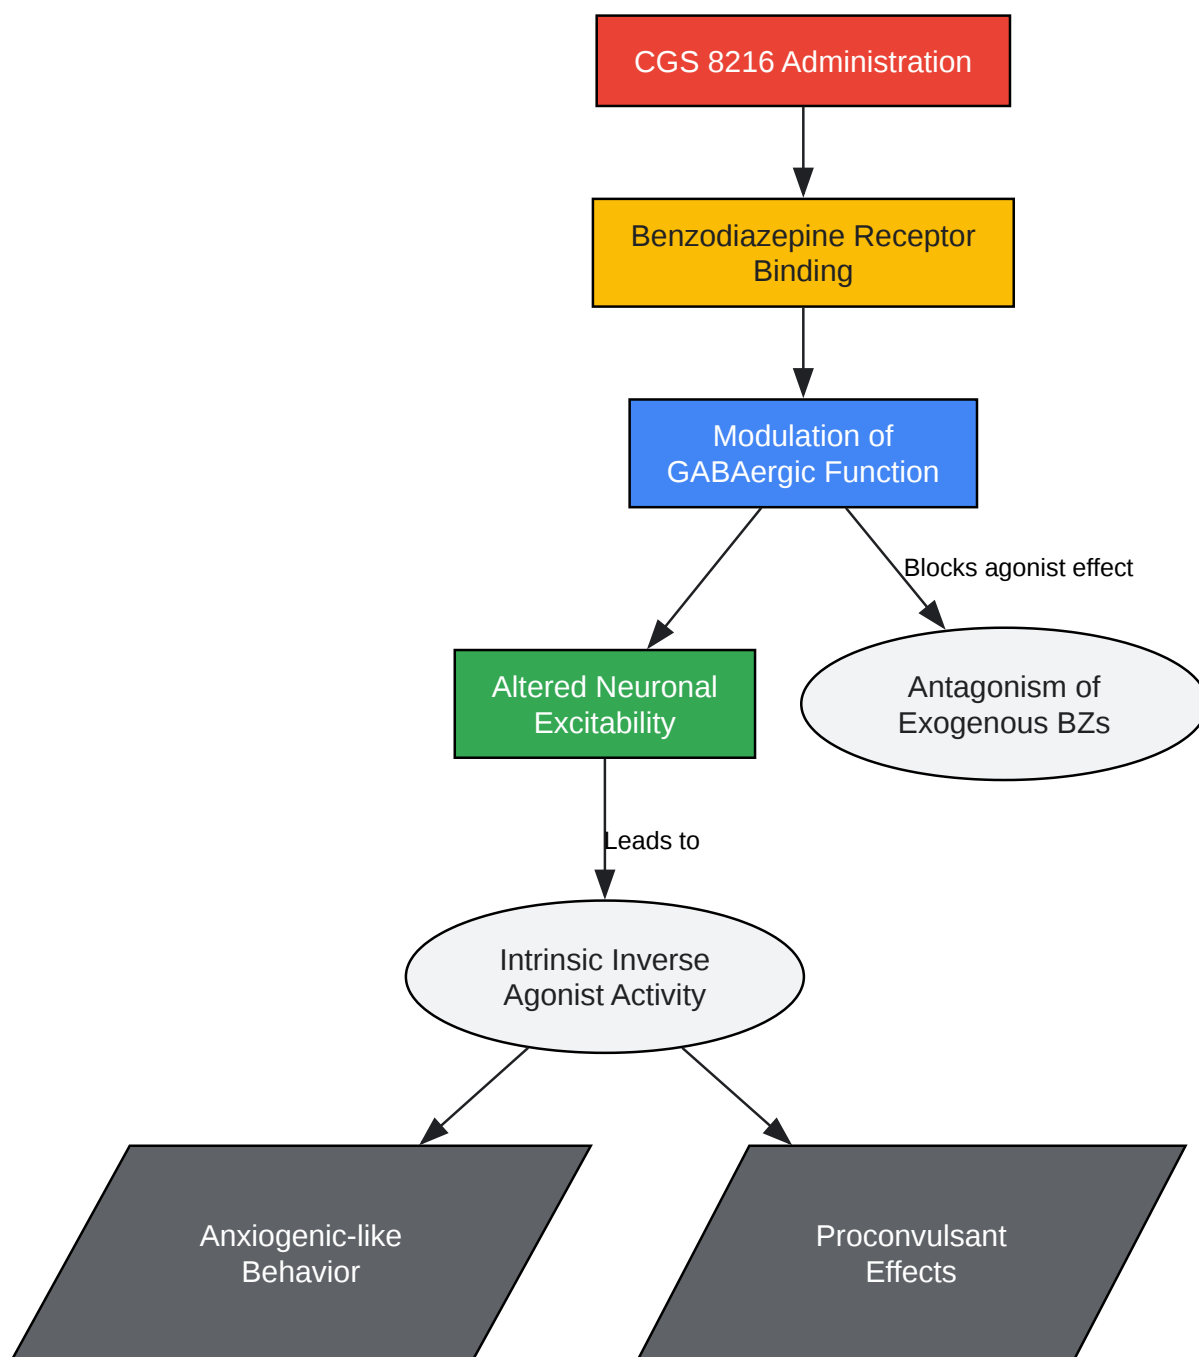 CGS 8216 Administration
Benzodiazepine Receptor
Binding
Modulation of
GABAergic Function
Blocks agonist effect
Altered Neuronal
Excitability
Antagonism of
Exogenous BZs
Leads to
Intrinsic Inverse
Agonist Activity
Anxiogenic-like
Behavior
Proconvulsant
Effects